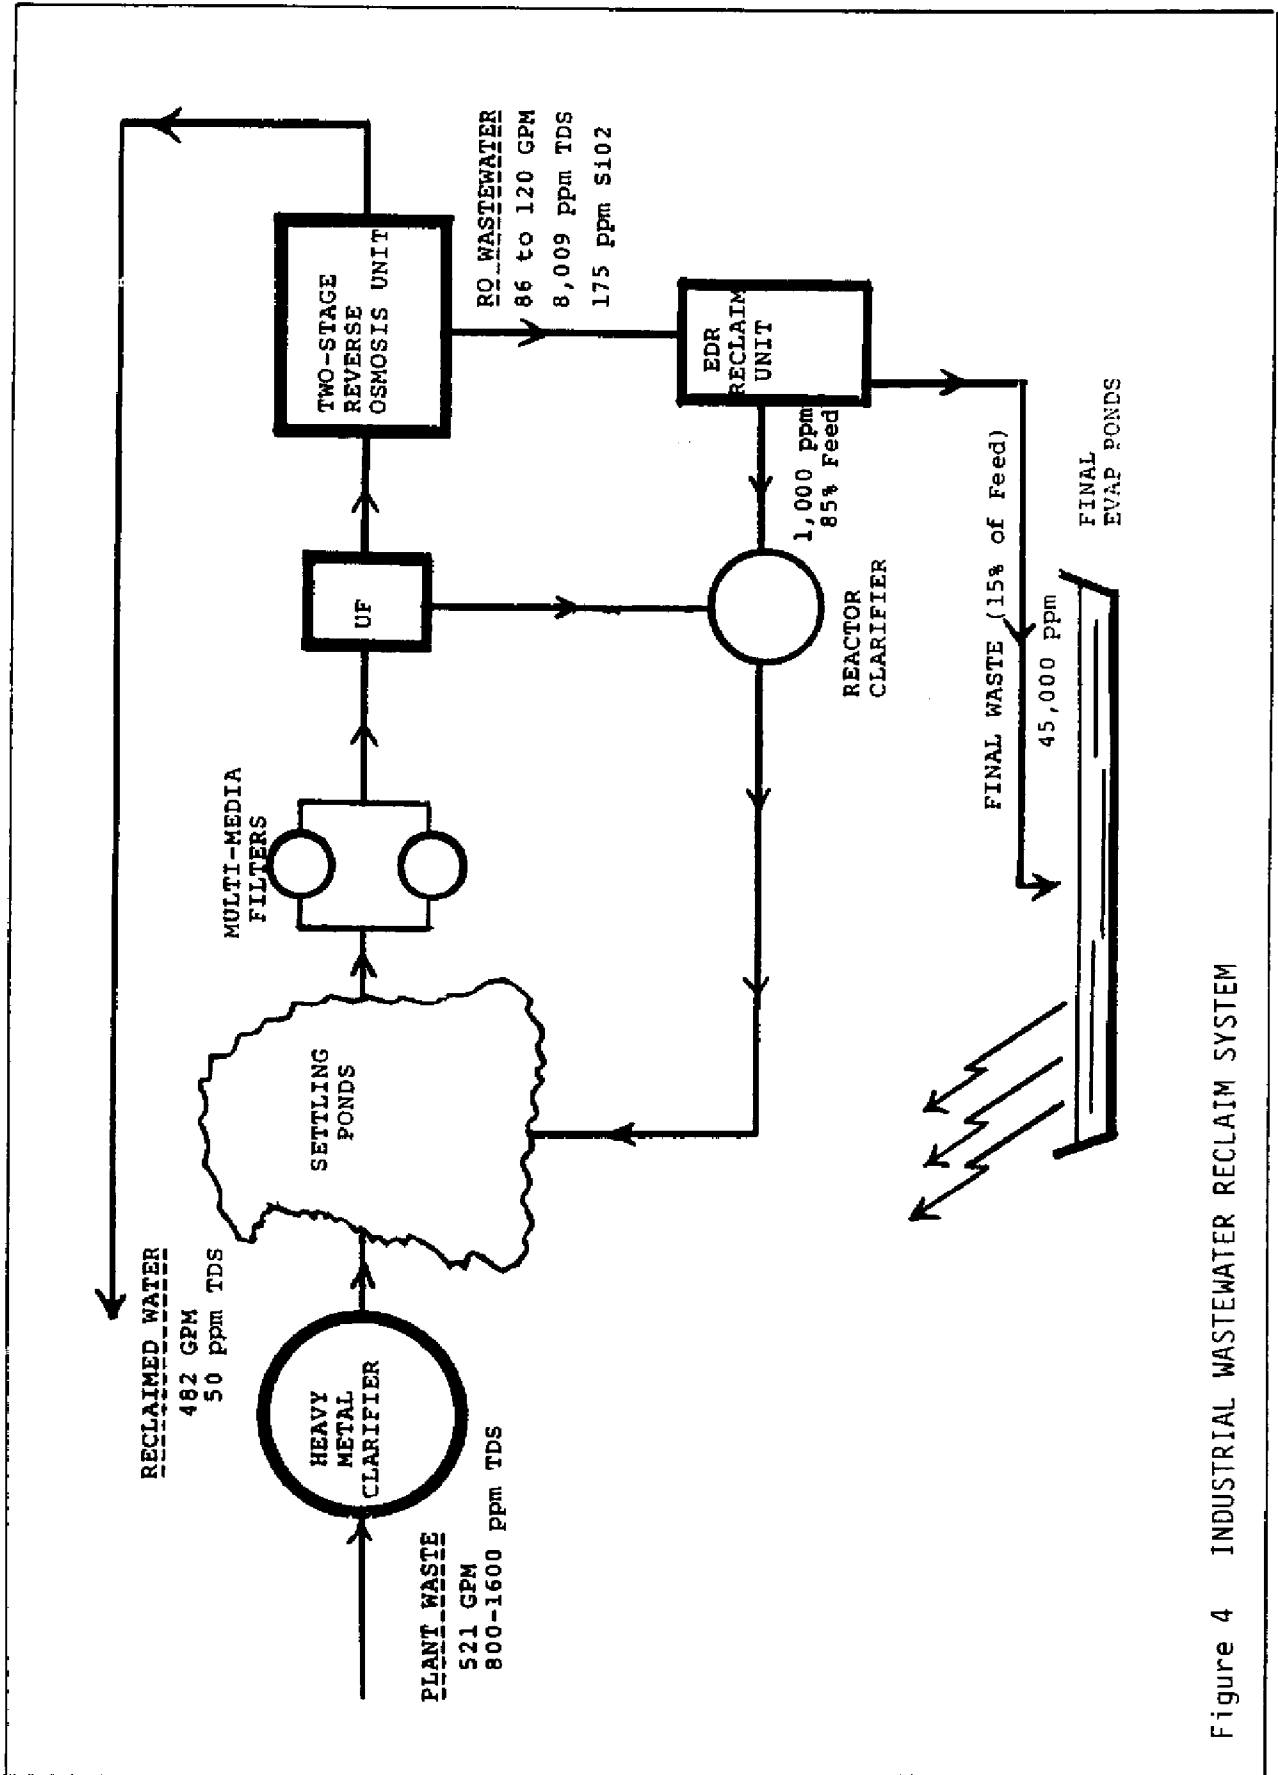 RECLAIMED WATER
482 GPM
50 ppm TDS
HEAVY
METAL
CLARIFIER
PLANT WASTE
521 GPM
800-1600 ppm TDS
SETTLING
PONDS
MULTI-MEDIA
FILTERS
UF
TWO-STAGE
REVERSE
OSMOSIS UNIT
RO WASTEWATER
86 to 120 GPM
8,009 ppm TDS
175 ppm SiO2
EDR
RECLAIM
UNIT
1,000 ppm
85% Feed
REACTOR
CLARIFIER
FINAL WASTE (15% of Feed)
45,000 ppm
FINAL
EVAP PONDS
Figure 4 INDUSTRIAL WASTEWATER RECLAIM SYSTEM